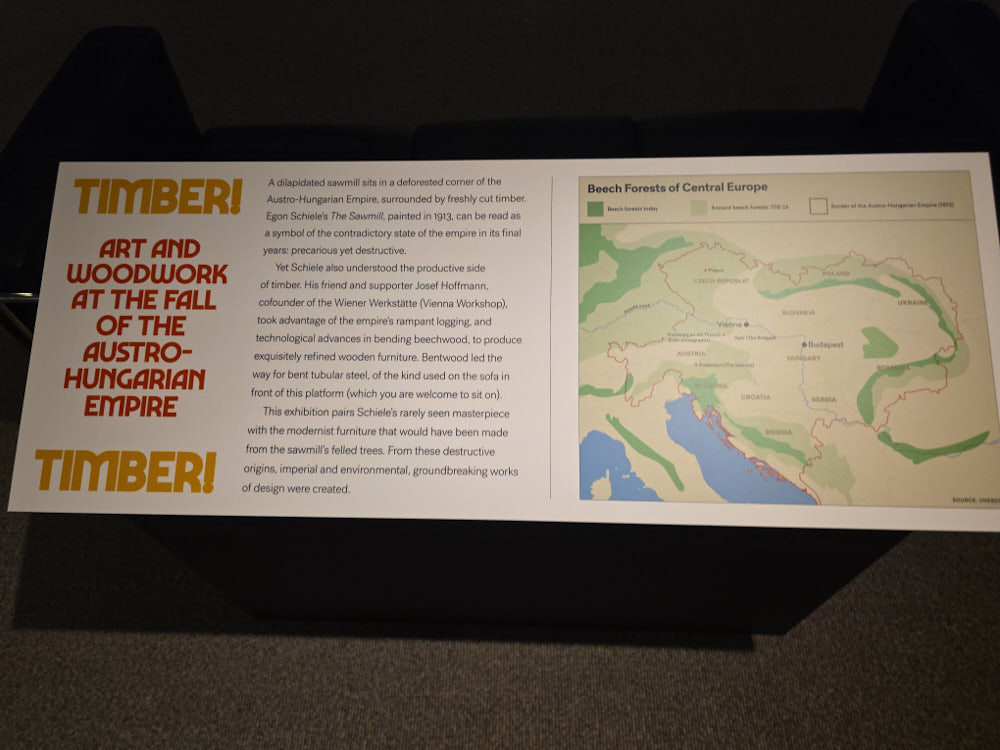 TIMBER!
ART AND
WOODWORK
AT THE FALL
OF THE
AUSTRO-
HUNGARIAN
EMPIRE
TIMBER!
A dilapidated sawmill sits in a deforested corner of the
Austro-Hungarian Empire, surrounded by freshly cut timber.
Egon Schiele's The Sawmill, painted in 1913, can be read as
a symbol of the contradictory state of the empire in its final
years: precarious yet destructive.
Yet Schiele also understood the productive side
of timber. His friend and supporter Josef Hoffmann,
cofounder of the Wiener Werkstätte (Vienna Workshop),
took advantage of the empire's rampant logging, and
technological advances in bending beechwood, to produce
exquisitely refined wooden furniture. Bentwood led the
way for bent tubular steel, of the kind used on the sofa in
front of this platform (which you are welcome to sit on).
This exhibition pairs Schiele's rarely seen masterpiece
with the modernist furniture that would have been made
from the sawmill's felled trees. From these destructive
origins, imperial and environmental, groundbreaking works
of design were created.
Beech Forests of Central Europe
Beech forests today
Ancient beech forests 700 CE
Border of the Austro-Hungarian Empire (1913)
Prague
CZECH REPUBLIC
POLAND
UKRAINE
SLOVAKIA
Vienna
Budapest
HUNGARY
AUSTRIA
ROMANIA
SLOVENIA
CROATIA
SERBIA
BOSNIA
SOURCE: